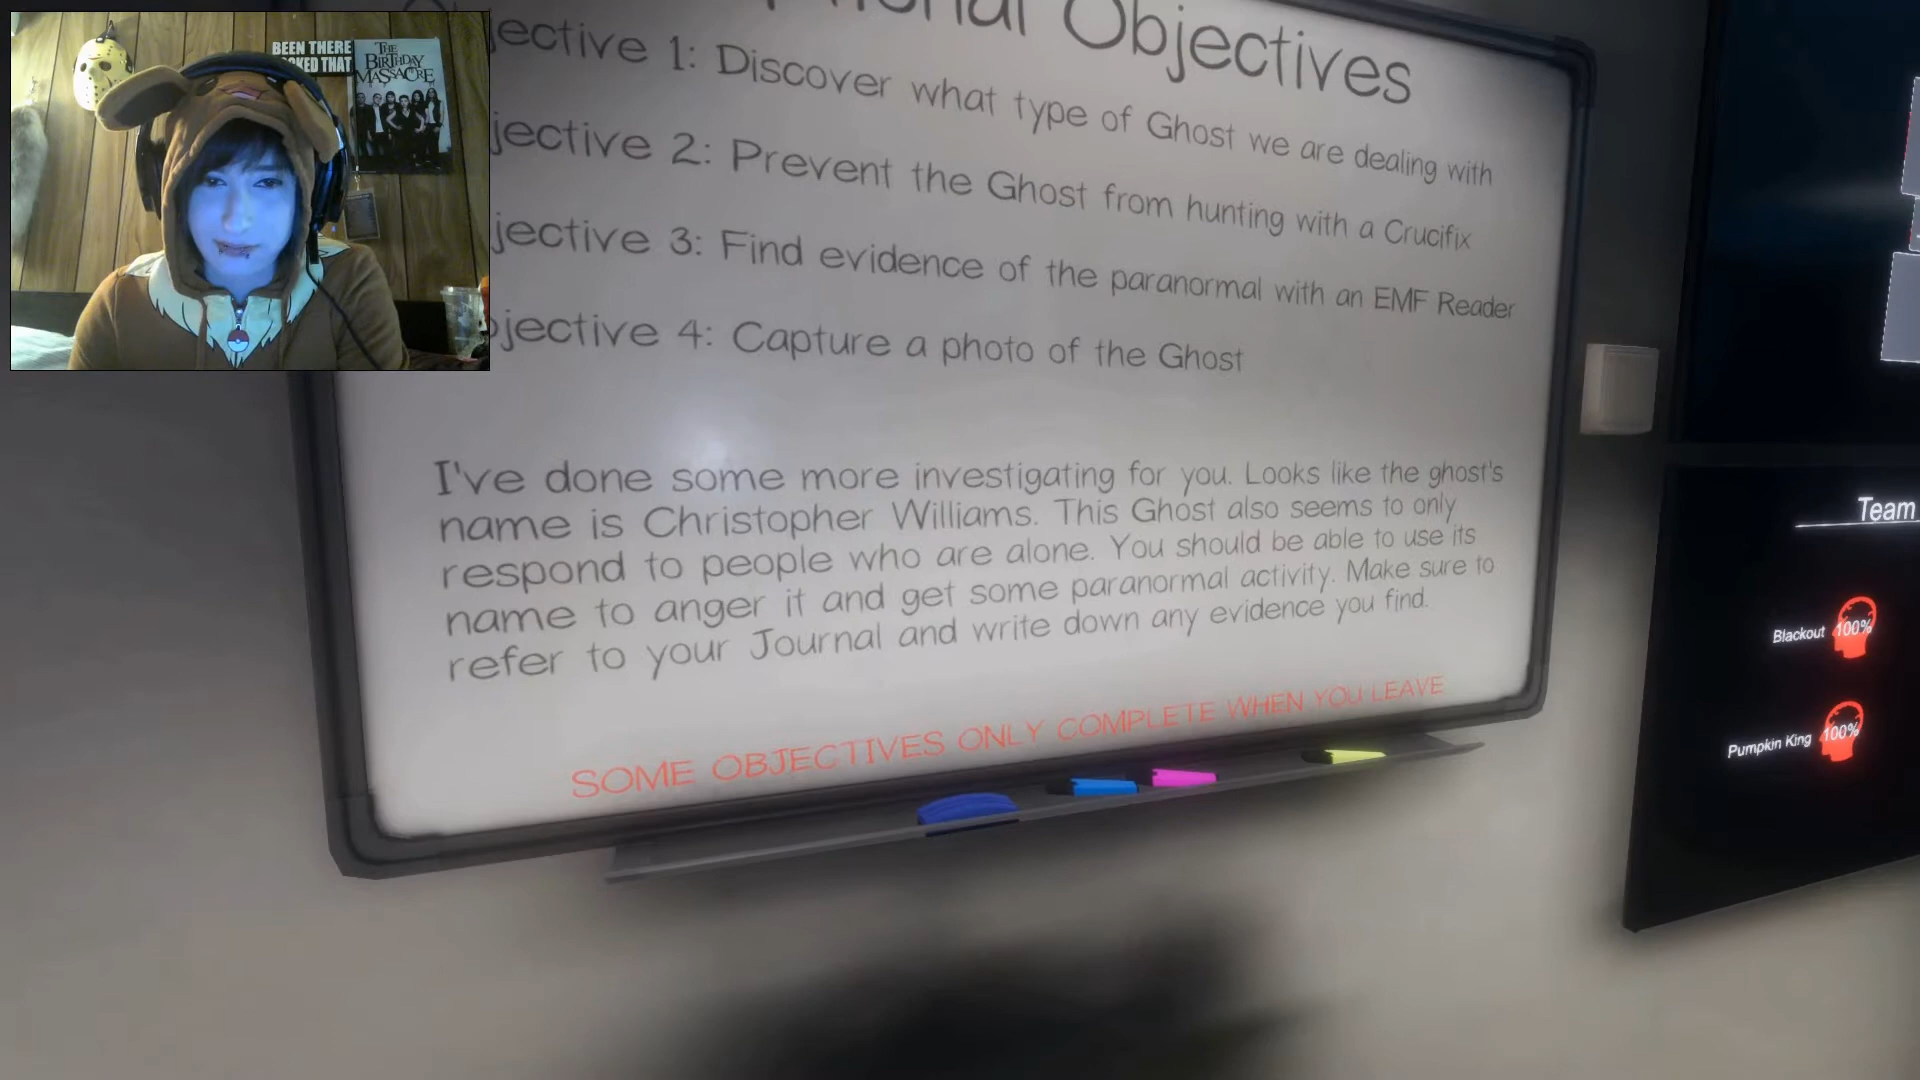 BEEN THERE
CKED THAT
THE
BIRTHDAY
MASSACRE
Objectives
ective 1: Discover what type of Ghost we are dealing with
jective 2: Prevent the Ghost from hunting with a Crucifix
jective 3: Find evidence of the paranormal with an EMF Reader
jective 4: Capture a photo of the Ghost
I've done some more investigating for you. Looks like the ghost's
name is Christopher Williams. This Ghost also seems to only
respond to people who are alone. You should be able to use its
name to anger it and get some paranormal activity. Make sure to
refer to your Journal and write down any evidence you find.
SOME OBJECTIVES ONLY COMPLETE WHEN YOU LEAVE
Team
Blackout 100%
Pumpkin King 100%